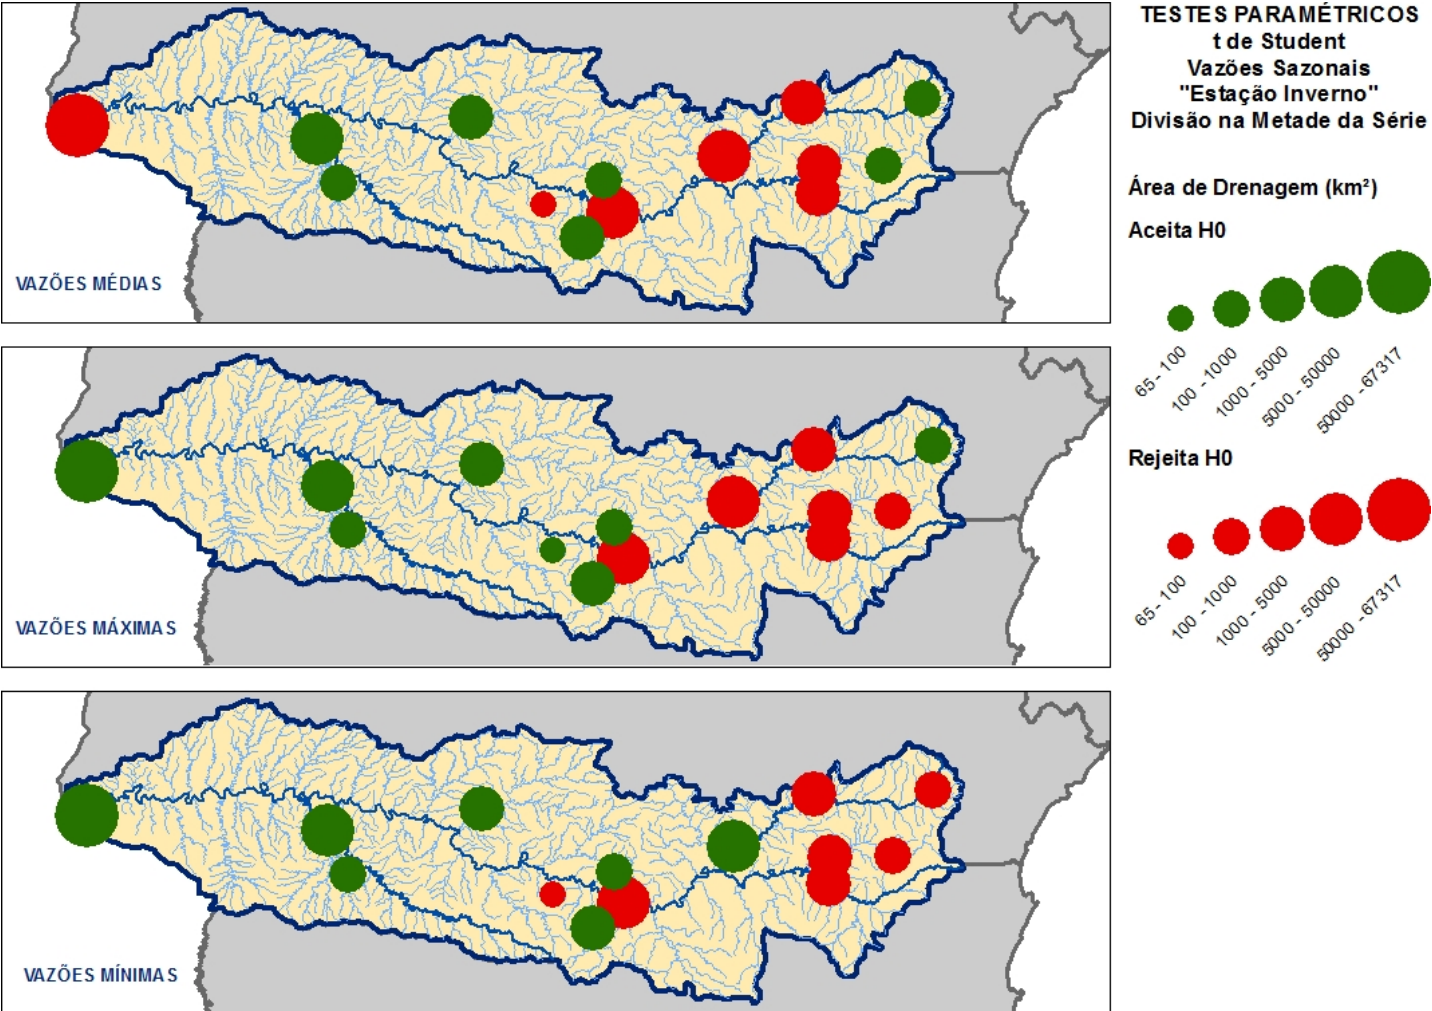 TESTES PARAMÉTRICOS
t de Student
Vazões Sazonais
"Estação Inverno"
Divisão na Metade da Série
Área de Drenagem (km²)
Aceita H0
65 - 100
100 - 1000
1000 - 5000
5000 - 50000
50000 - 67317
Rejeita H0
65 - 100
100 - 1000
1000 - 5000
5000 - 50000
50000 - 67317
VAZÕES MÉDIAS
VAZÕES MÁXIMAS
VAZÕES MÍNIMAS